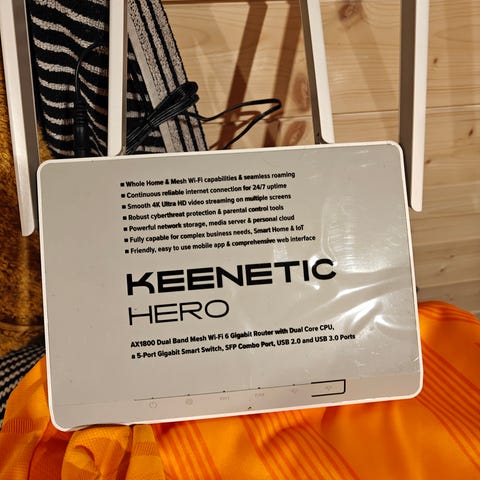 ▪ Whole Home & Mesh Wi-Fi capabilities & seamless roaming
▪ Continuous reliable internet connection for 24/7 uptime
▪ Smooth 4K Ultra HD video streaming on multiple screens
▪ Robust cyberthreat protection & parental control tools
▪ Powerful network storage, media server & personal cloud
▪ Fully capable for complex business needs, Smart Home & IoT
▪ Friendly, easy to use mobile app & comprehensive web interface
KEENETIC
HERO
AX1800 Dual Band Mesh Wi-Fi 6 Gigabit Router with Dual Core CPU,
a 5-Port Gigabit Smart Switch, SFP Combo Port, USB 2.0 and USB 3.0 Ports